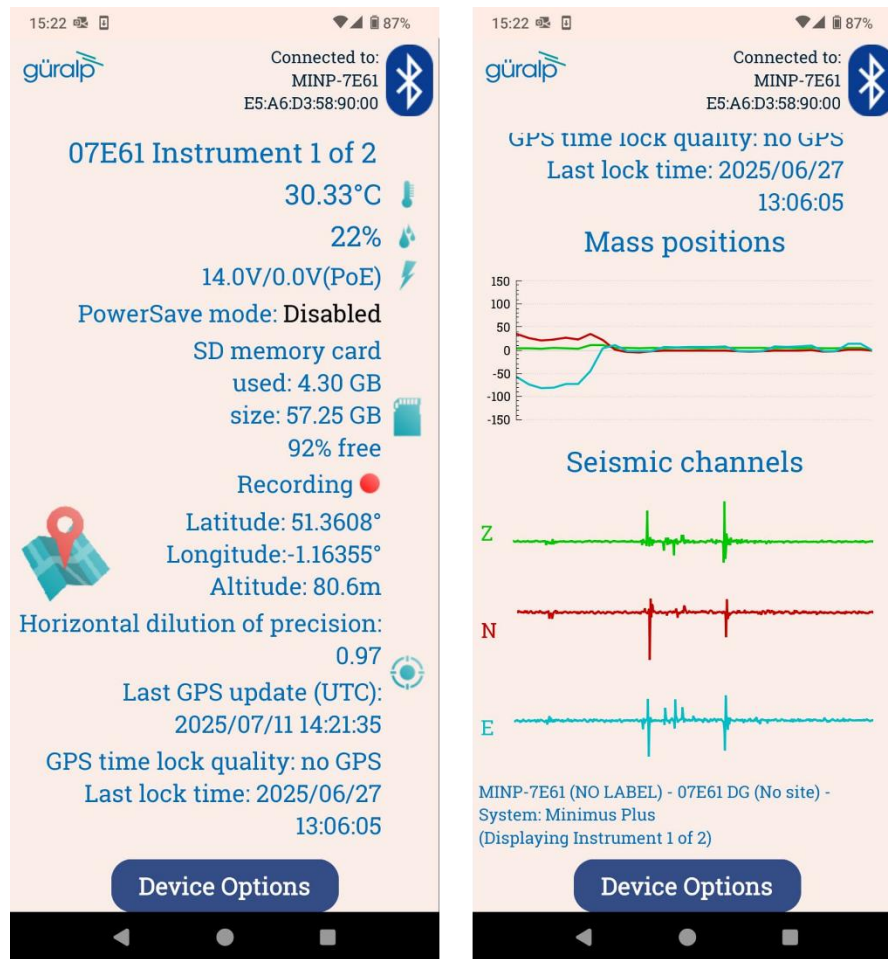 15:22 87%
güralp
Connected to:
MINP-7E61
E5:A6:D3:58:90:00
07E61 Instrument 1 of 2
30.33°C
22%
14.0V/0.0V(PoE)
PowerSave mode: Disabled
SD memory card
used: 4.30 GB
size: 57.25 GB
92% free
Recording
Latitude: 51.3608°
Longitude:-1.16355°
Altitude: 80.6m
Horizontal dilution of precision:
0.97
Last GPS update (UTC):
2025/07/11 14:21:35
GPS time lock quality: no GPS
Last lock time: 2025/06/27
13:06:05
Device Options
15:22 87%
güralp
Connected to:
MINP-7E61
E5:A6:D3:58:90:00
GPS time lock quality: no GPS
Last lock time: 2025/06/27
13:06:05
Mass positions
150
100
50
0
-50
-100
-150
Seismic channels
Z
N
E
MINP-7E61 (NO LABEL) - 07E61 DG (No site) -
System: Minimus Plus
(Displaying Instrument 1 of 2)
Device Options